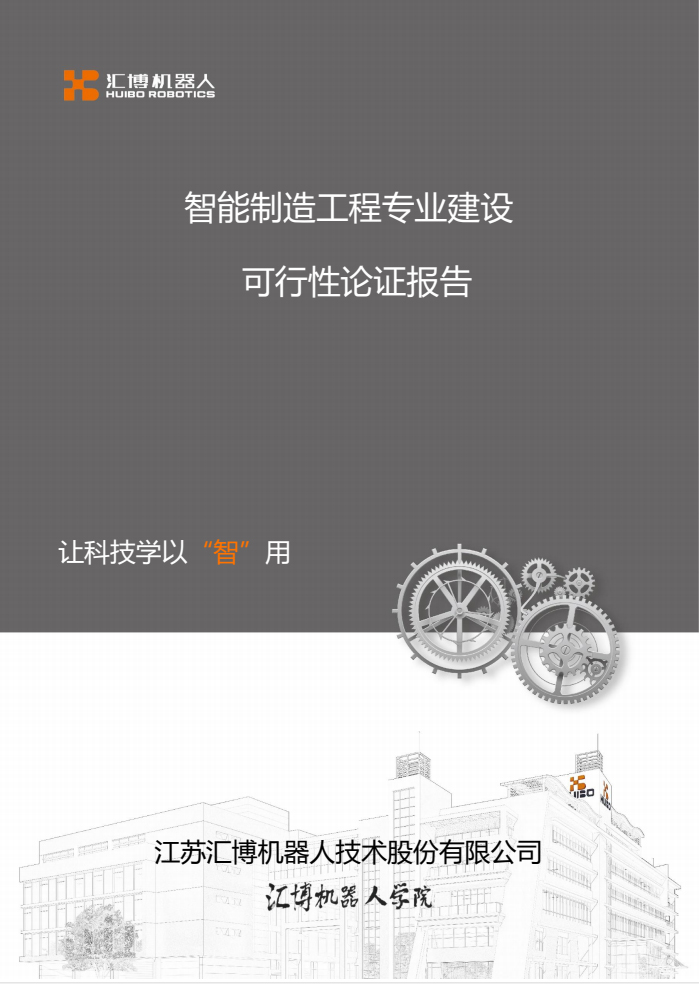 汇博机器人
HUIBO ROBOTICS
智能制造工程专业建设
可行性论证报告
让科技学以“智”用
HUIBO
江苏汇博机器人技术股份有限公司
汇博机器人学院